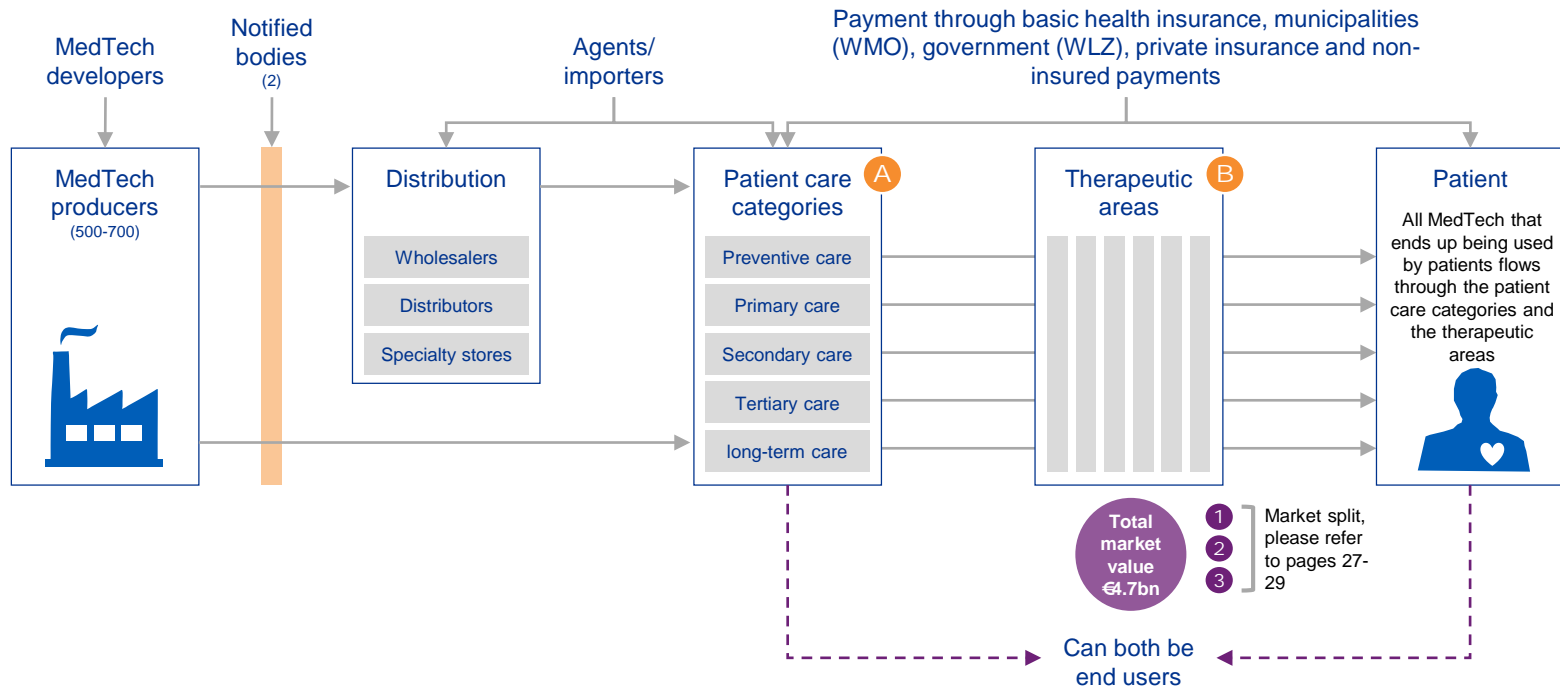 MedTech
developers
Notified
bodies
(2)
Agents/
importers
Payment through basic health insurance, municipalities
(WMO), government (WLZ), private insurance and non-
insured payments
MedTech
producers
(500-700)
Distribution
Wholesalers
Distributors
Specialty stores
Patient care
categories
A
Preventive care
Primary care
Secondary care
Tertiary care
long-term care
Therapeutic
areas
B
Patient
All MedTech that
ends up being used
by patients flows
through the patient
care categories and
the therapeutic
areas
Total
market
value
€4.7bn
1
2
3
Market split,
please refer
to pages 27-
29
Can both be
end users